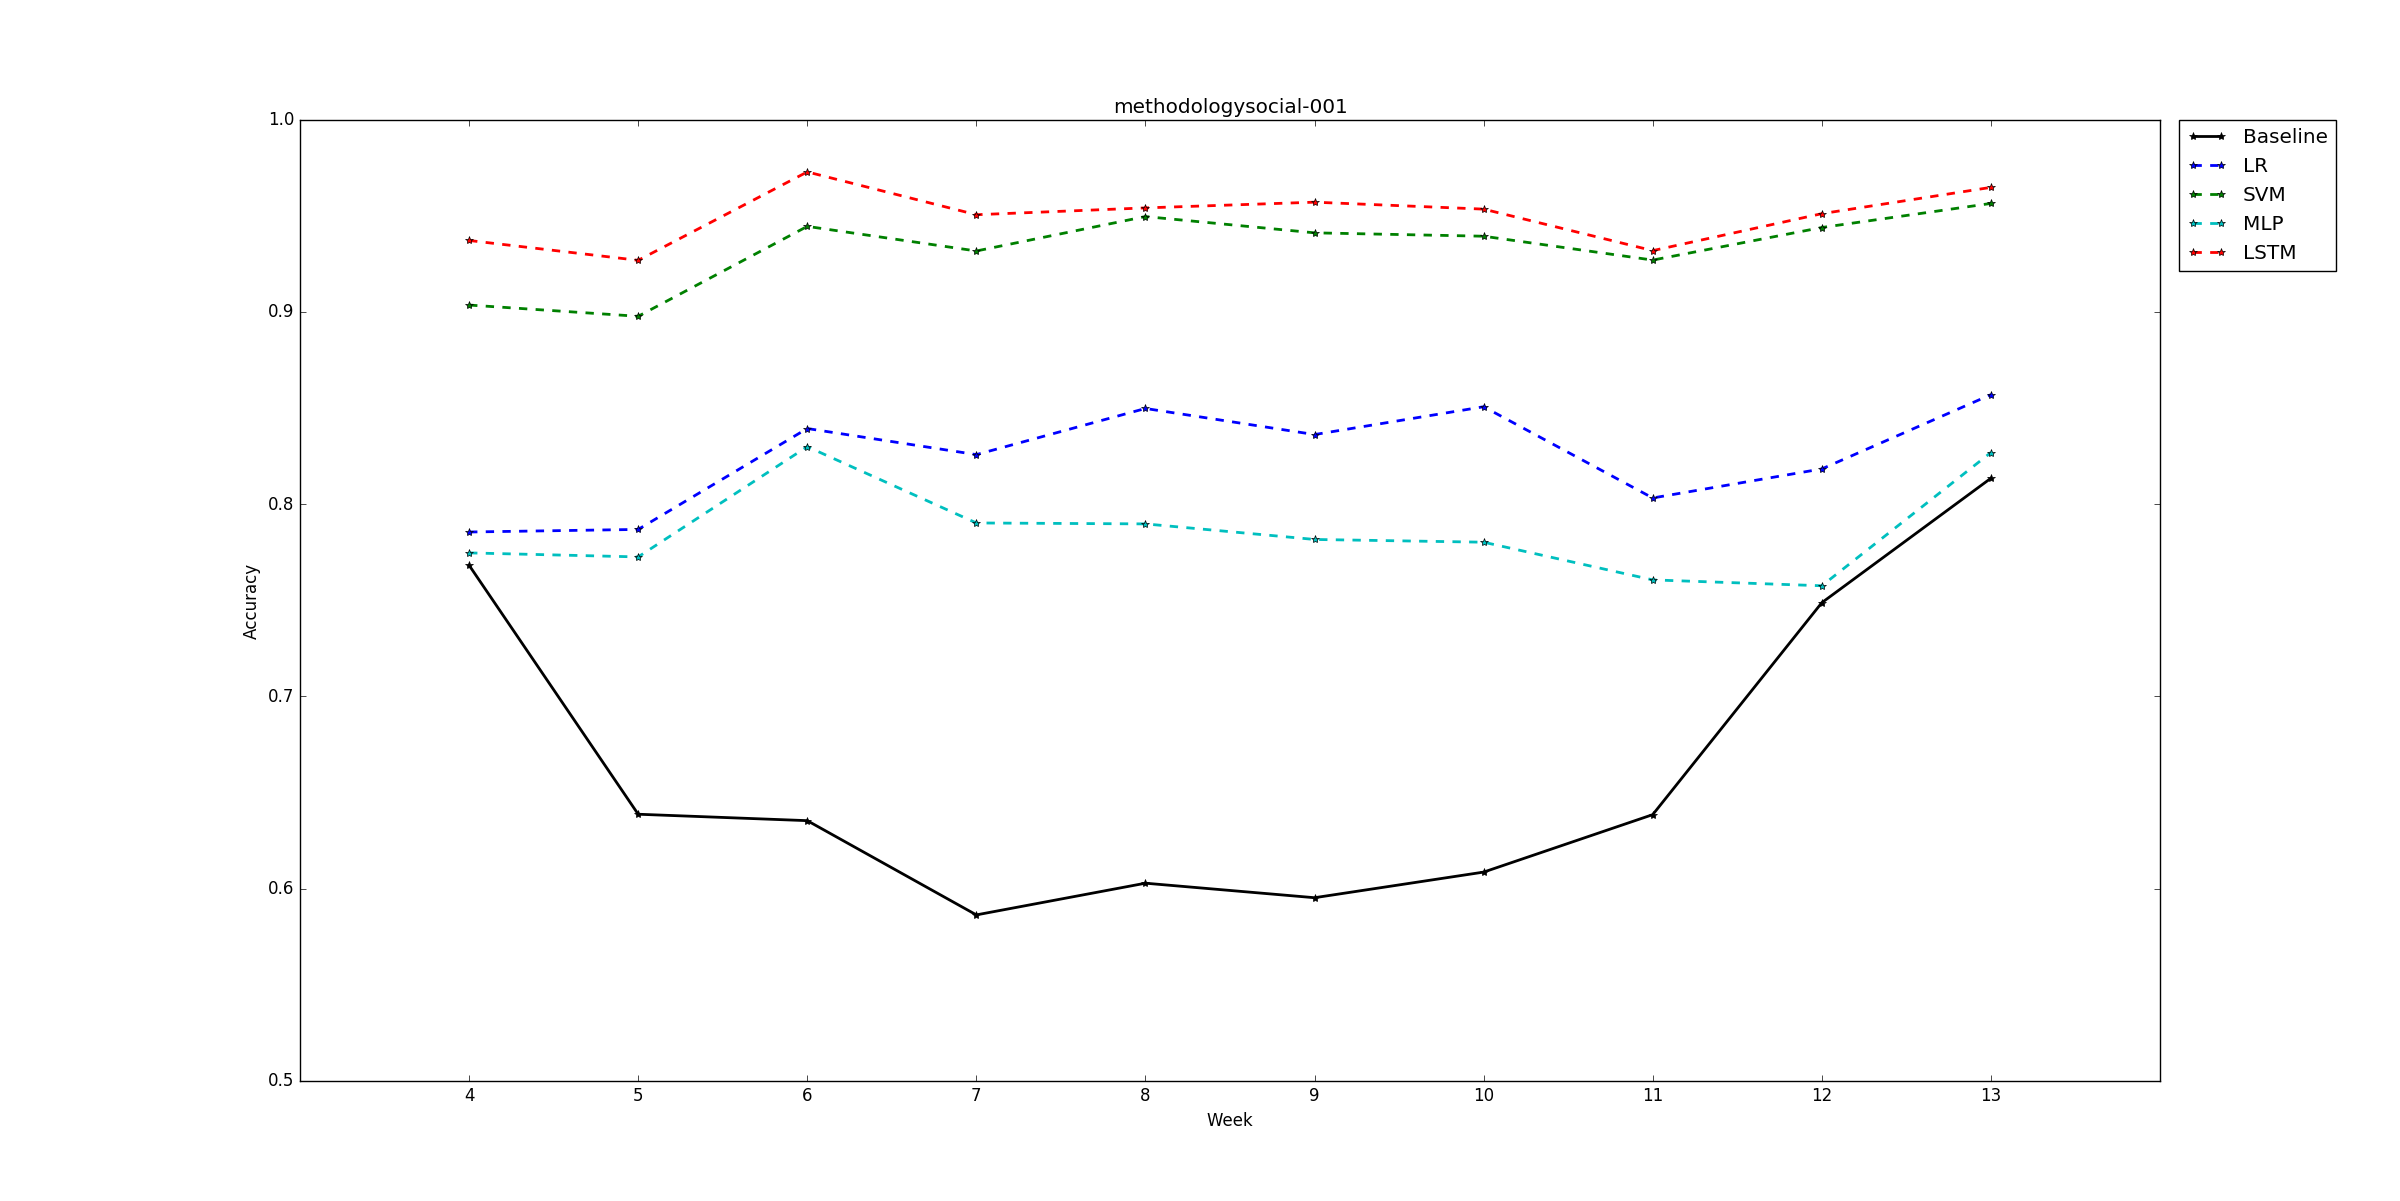 methodologysocial-001
1.0
0.9
0.8
0.7
0.6
0.5
Accuracy
4 5 6 7 8 9 10 11 12 13
Week
Baseline
LR
SVM
MLP
LSTM